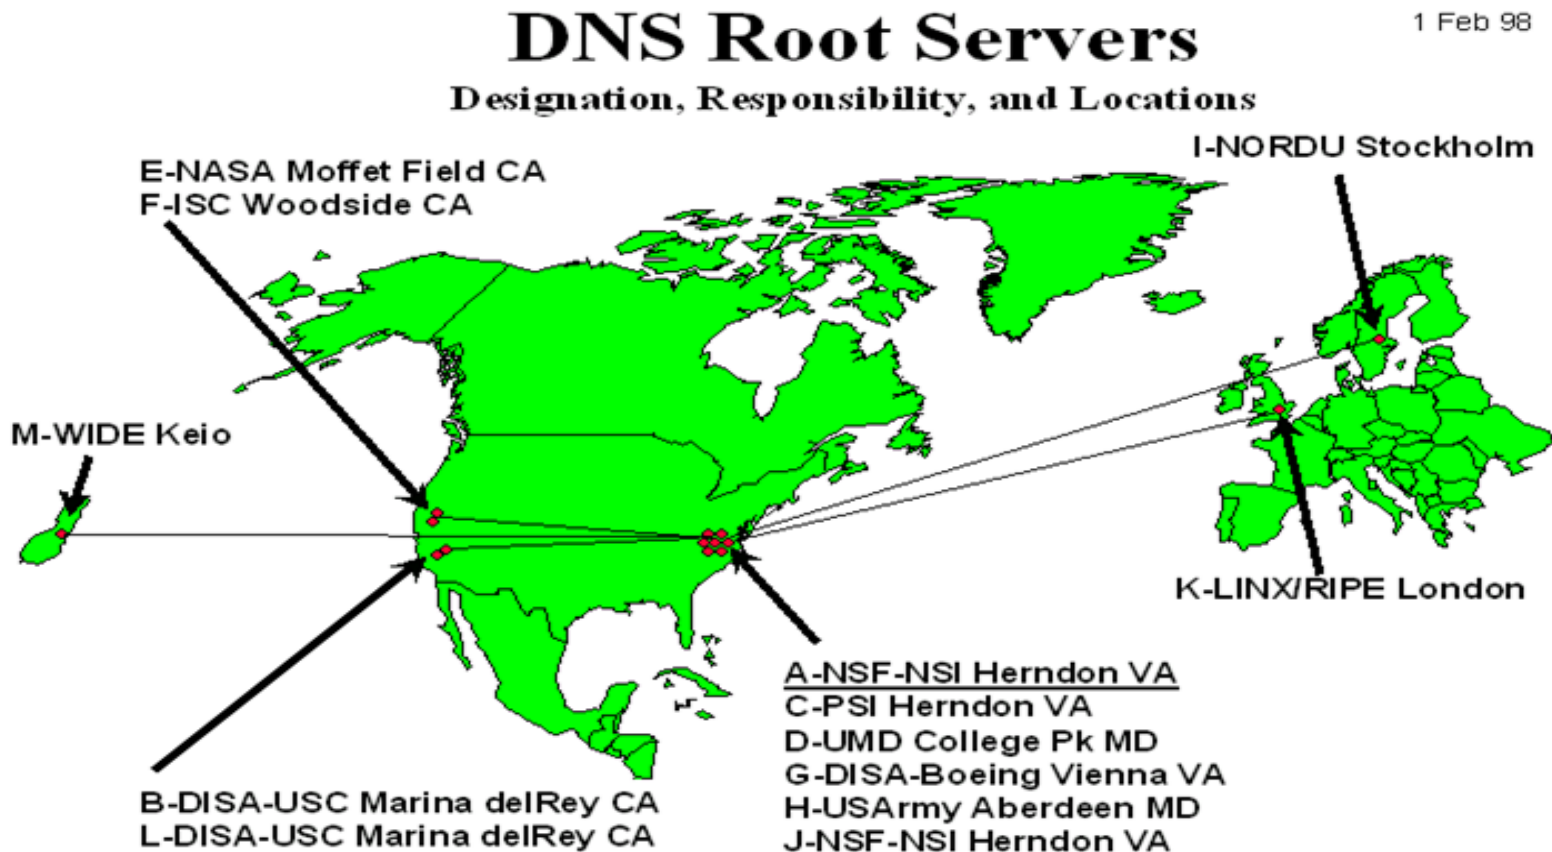 DNS Root Servers
1 Feb 98
Designation, Responsibility, and Locations
I-NORDU Stockholm
E-NASA Moffet Field CA
F-ISC Woodside CA
M-WIDE Keio
K-LINX/RIPE London
A-NSF-NSI Herndon VA
C-PSI Herndon VA
D-UMD College Pk MD
G-DISA-Boeing Vienna VA
H-USArmy Aberdeen MD
J-NSF-NSI Herndon VA
B-DISA-USC Marina delRey CA
L-DISA-USC Marina delRey CA